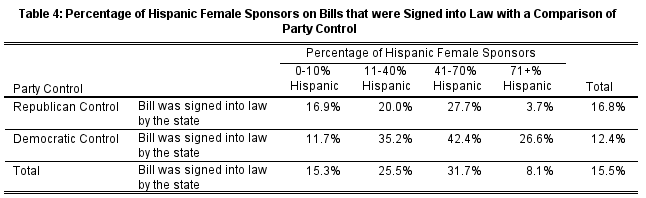 Table 4: Percentage of Hispanic Female Sponsors on Bills that were Signed into Law with a Comparison of
Party Control
Percentage of Hispanic Female Sponsors
0-10% 11-40% 41-70% 71+%
Party Control Hispanic Hispanic Hispanic Hispanic Total
Republican Control Bill was signed into law 16.9% 20.0% 27.7% 3.7% 16.8%
by the state
Democratic Control Bill was signed into law 11.7% 35.2% 42.4% 26.6% 12.4%
by the state
Total Bill was signed into law 15.3% 25.5% 31.7% 8.1% 15.5%
by the state